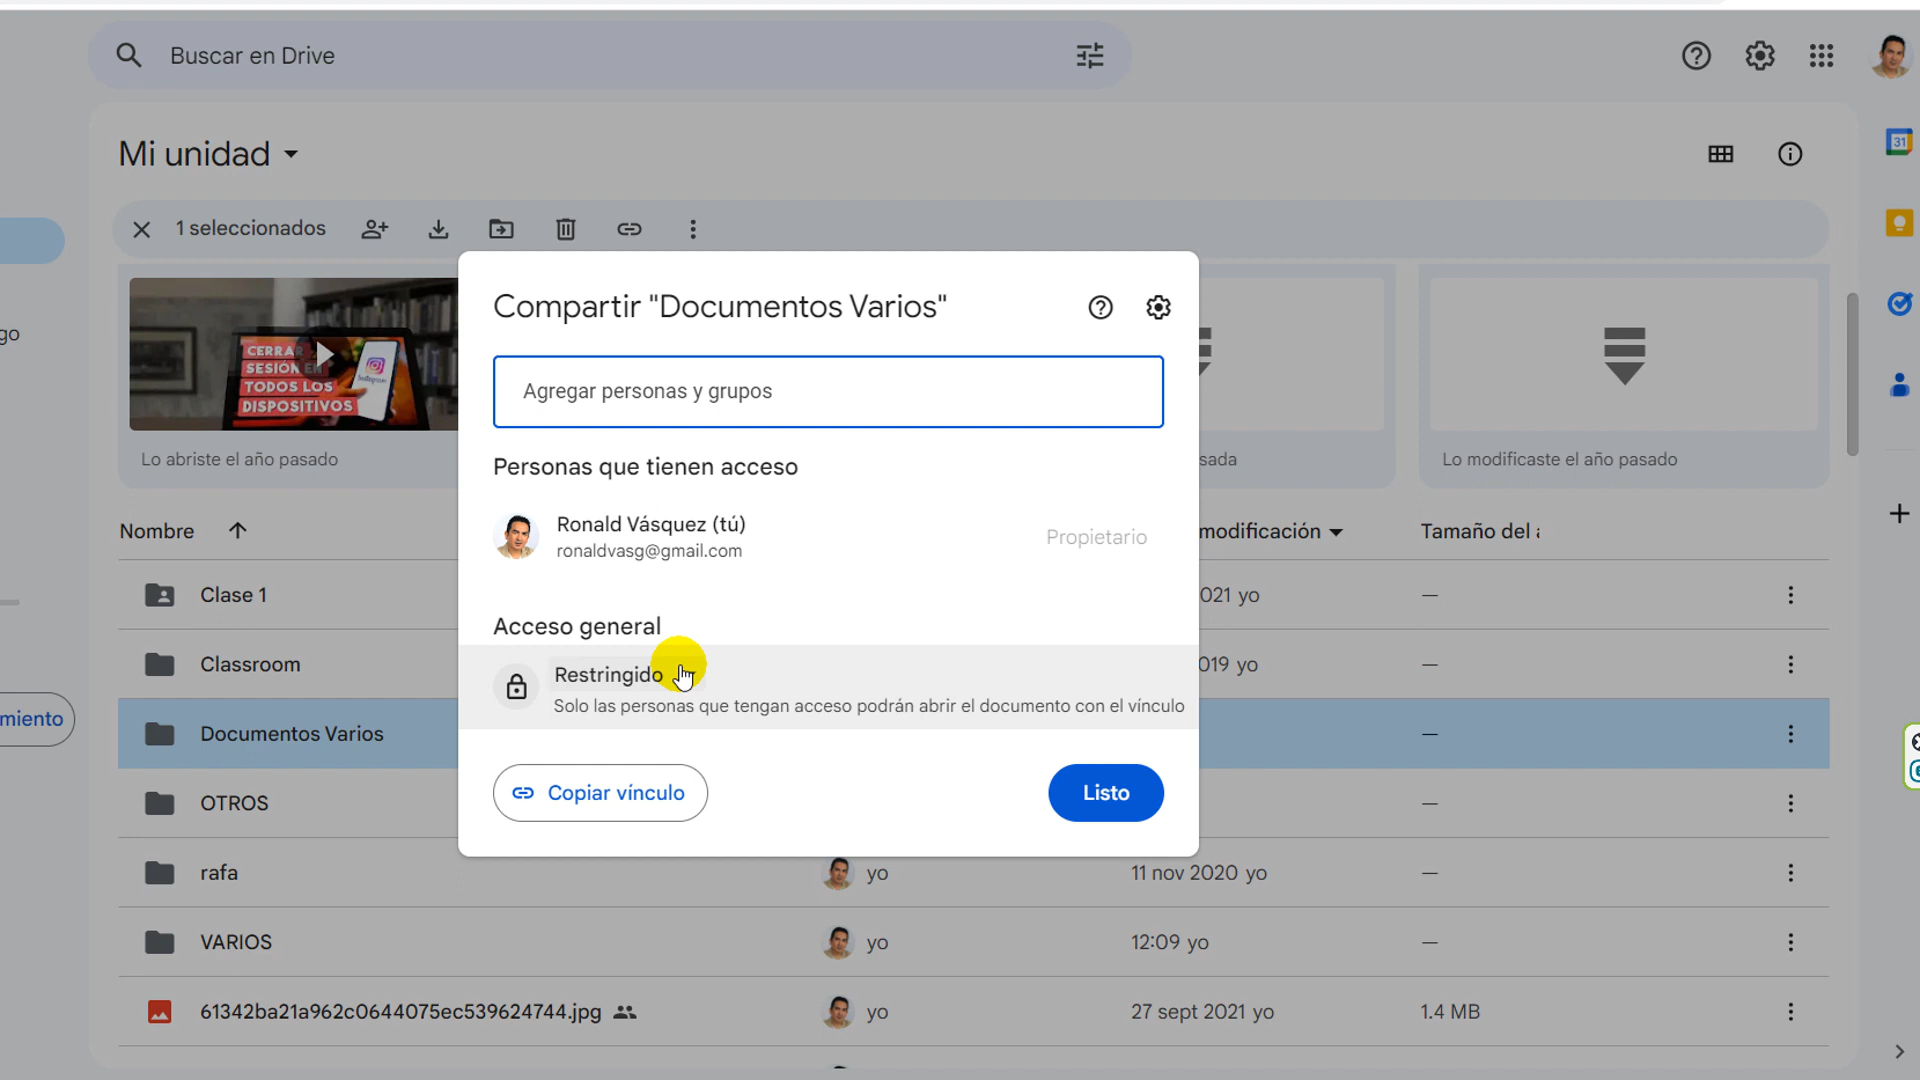 Buscar en Drive
Mi unidad
1 seleccionados
Compartir "Documentos Varios"
Agregar personas y grupos
CERRAR
SESIÓN EN
TODOS LOS
DISPOSITIVOS
Lo abriste el año pasado
sada
Lo modificaste el año pasado
go
Personas que tienen acceso
Ronald Vásquez (tú)
ronaldvasg@gmail.com
Propietario
Nombre
modificación
Tamaño del a
Clase 1
021 yo
—
Acceso general
Classroom
019 yo
—
Restringido
Solo las personas que tengan acceso podrán abrir el documento con el vínculo
miento
Documentos Varios
—
Copiar vínculo
Listo
OTROS
—
rafa
yo
11 nov 2020 yo
—
VARIOS
yo
12:09 yo
—
61342ba21a962c0644075ec539624744.jpg
yo
27 sept 2021 yo
1.4 MB
31